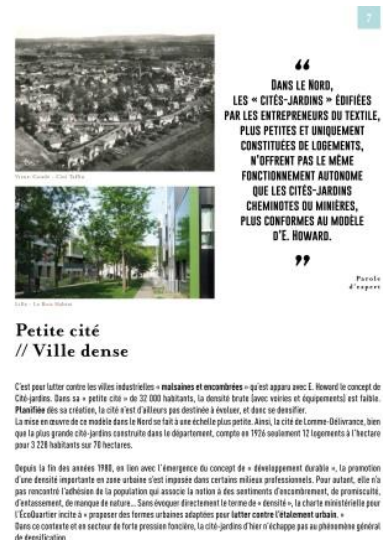 7
“
DANS LE NORD,
LES « CITÉS-JARDINS » ÉDIFIÉES
PAR LES ENTREPRENEURS DU TEXTILE,
PLUS PETITES ET UNIQUEMENT
CONSTITUÉES DE LOGEMENTS,
N'OFFRENT PAS LE MÊME
FONCTIONNEMENT AUTONOME
QUE LES CITÉS-JARDINS
CHEMINOTES OU MINIÈRES,
PLUS CONFORMES AU MODÈLE
D'E. HOWARD.
”
Parole
d'expert
Vieux-Condé - Cité Taffin
Lille - Le Bois Habité
Petite cité
// Ville dense
C'est pour lutter contre les villes industrielles « malsaines et encombrées » qu'est apparu avec E. Howard le concept de
Cité-jardins. Dans sa « petite cité » de 32 000 habitants, la densité brute (avec voiries et équipements) est faible.
Planifiée dès sa création, la cité n'est d'ailleurs pas destinée à évoluer, et donc se densifier.
La mise en œuvre de ce modèle dans le Nord se fait à une échelle plus petite. Ainsi, la cité de Lomme-Délivrance, bien
que la plus grande cité-jardins construite dans le département, compte en 1926 seulement 12 logements à l'hectare
pour 3 228 habitants sur 70 hectares.
Depuis la fin des années 1980, en lien avec l'émergence du concept de « développement durable », la promotion
d'une densité importante en zone urbaine s'est imposée dans certains milieux professionnels. Pour autant, elle n'a
pas rencontré l'adhésion de la population qui associe la notion à des sentiments d'encombrement, de promiscuité,
d'entassement, de manque de nature... Sans évoquer directement le terme de « densité », la charte ministérielle pour
l'ÉcoQuartier incite à « proposer des formes urbaines adaptées pour lutter contre l'étalement urbain. »
Dans ce contexte et en secteur de forte pression foncière, la cité-jardins d'hier n'échappe pas au phénomène général
de densification.